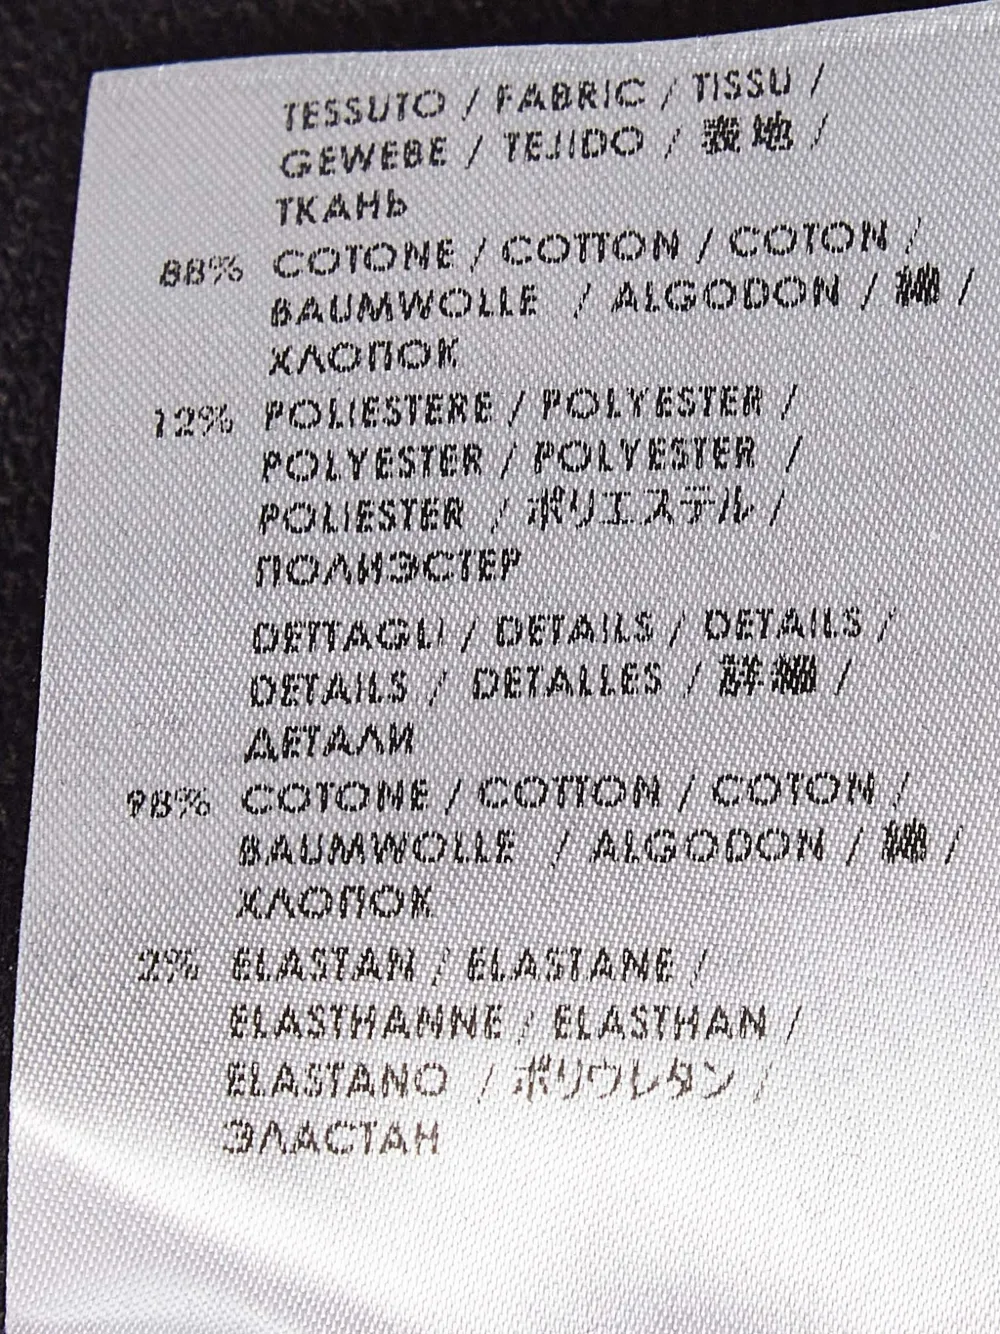 TESSUTO / FABRIC / TISSU /
GEWEBE / TEJIDO / 表地 /
ТКАНЬ
88% COTONE / COTTON / COTON /
BAUMWOLLE / ALGODON / 綿 /
ХЛОПОК
12% POLIESTERE / POLYESTER /
POLYESTER / POLYESTER /
POLIESTER / ポリエステル /
ПОЛИЭСТЕР
DETTAGLI / DETAILS / DETAILS /
DETAILS / DETALLES / 詳細 /
ДЕТАЛИ
98% COTONE / COTTON / COTON /
BAUMWOLLE / ALGODON / 綿 /
ХЛОПОК
2% ELASTAN / ELASTANE /
ELASTHANNE / ELASTHAN /
ELASTANO / ポリウレタン /
ЭЛАСТАН